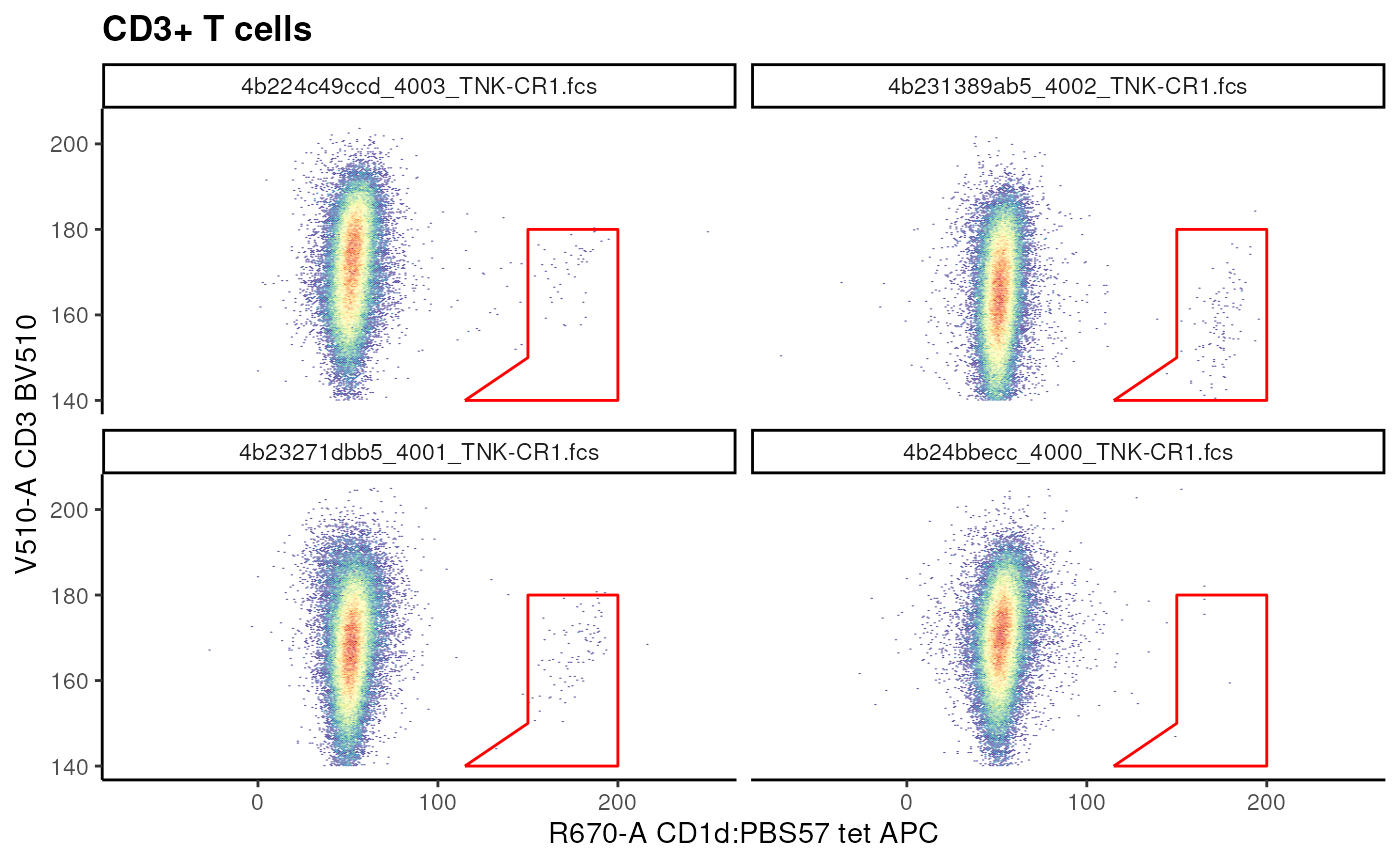 CD3+ T cells
4b224c49ccd_4003_TNK-CR1.fcs
4b231389ab5_4002_TNK-CR1.fcs
200
180
160
140
4b23271dbb5_4001_TNK-CR1.fcs
4b24bbecc_4000_TNK-CR1.fcs
200
180
160
140
V510-A CD3 BV510
0
100
200
0
100
200
R670-A CD1d:PBS57 tet APC